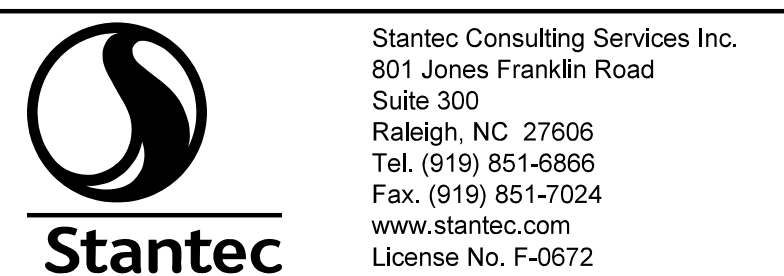 Stantec
Stantec Consulting Services Inc.
801 Jones Franklin Road
Suite 300
Raleigh, NC  27606
Tel. (919) 851-6866
Fax. (919) 851-7024
www.stantec.com
License No. F-0672